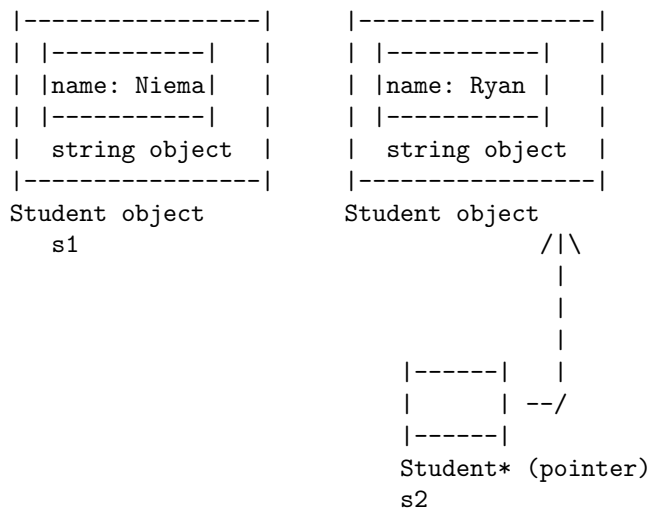 |-----------------|     |-----------------|
| |-----------|   |     | |-----------|   |
| |name: Niema|   |     | |name: Ryan |   |
| |-----------|   |     | |-----------|   |
|  string object  |     |  string object  |
|-----------------|     |-----------------|
Student object          Student object
   s1                                 /|\
                                       |
                                       |
                                       |
                            |------|   |
                            |      | --/
                            |------|
                            Student* (pointer)
                            s2